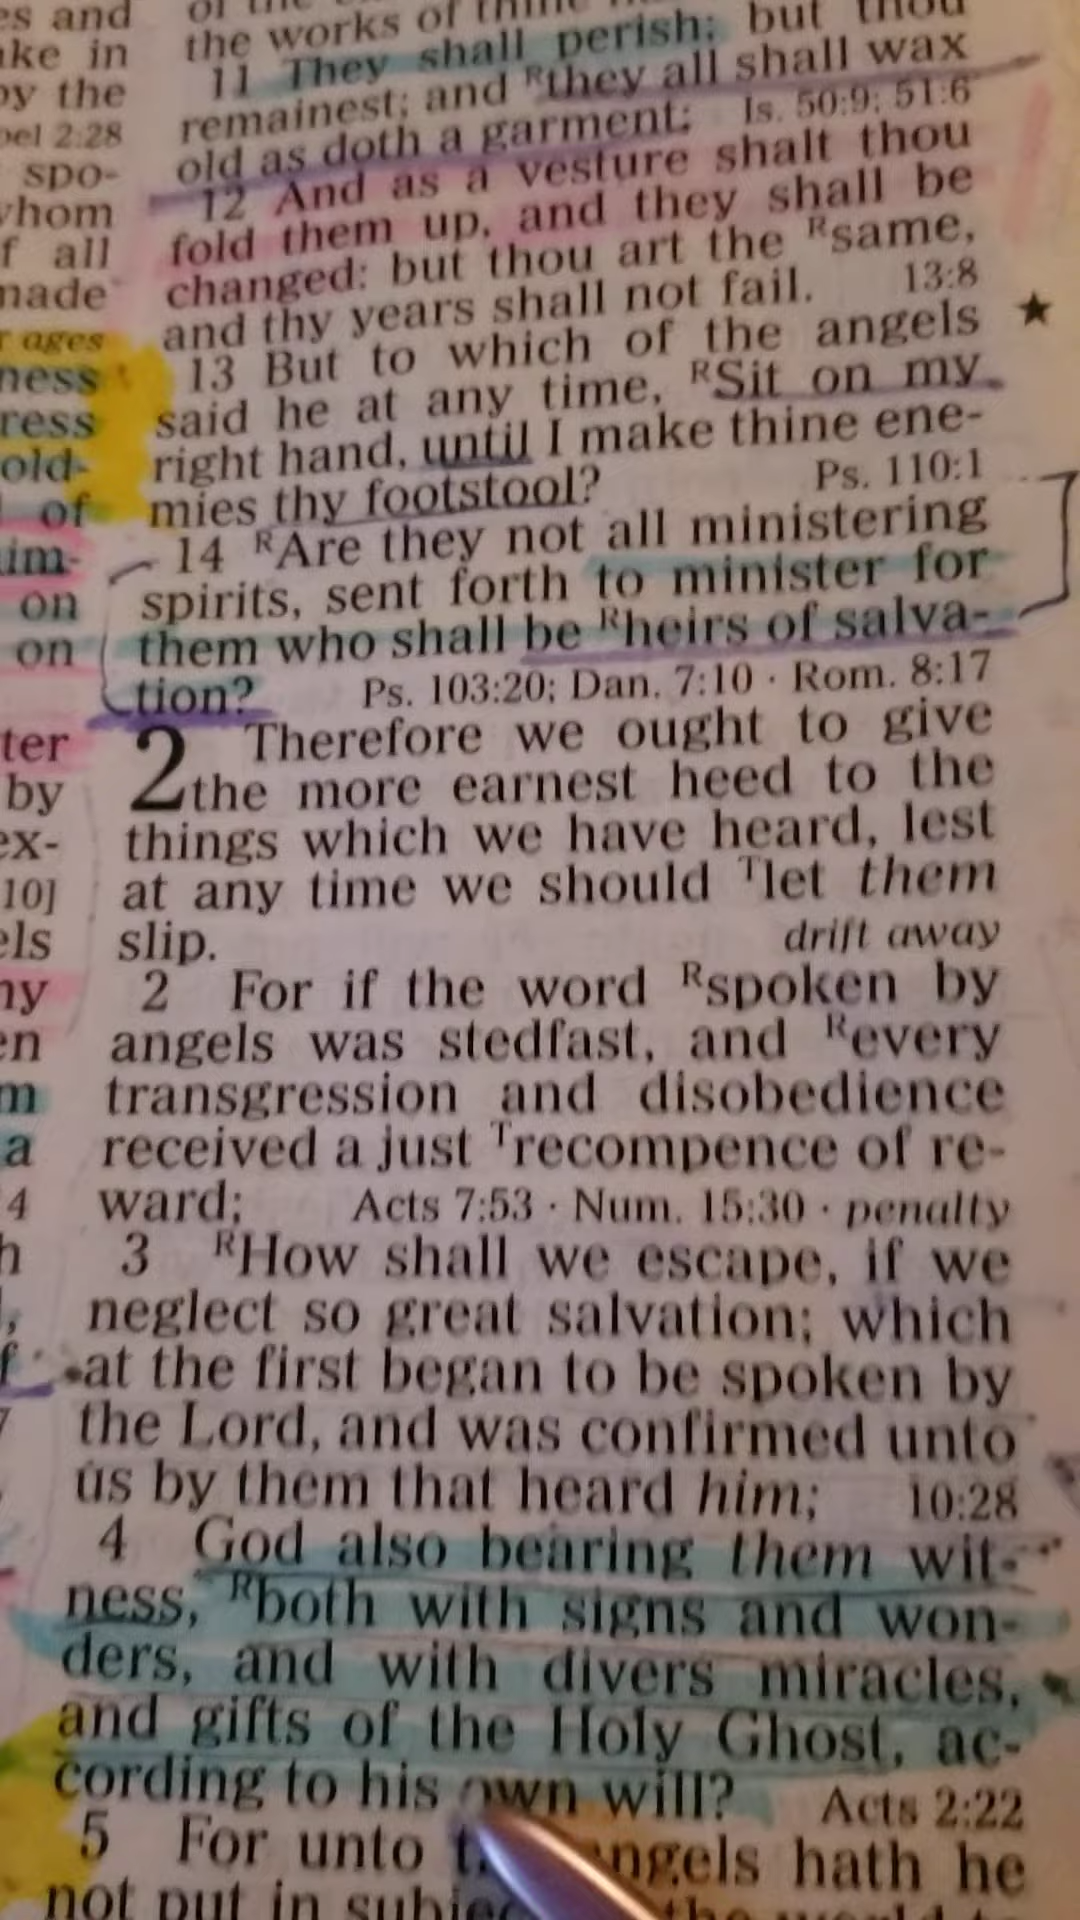 es and
ake in
by the
oel 2:28
spo-
whom
f all
made
r ages
ness
ress
old-
of
im-
on
on
ter
by
ex-
10]
els
ny
en
m
a
4
h
f
the works of thine
11 They shall perish; but thou
remainest; and ᴿthey all shall wax
old as doth a garment; Is. 50:9; 51:6
12 And as a vesture shalt thou
fold them up, and they shall be
changed: but thou art the ᴿsame,
and thy years shall not fail. 13:8
13 But to which of the angels
said he at any time, ᴿSit on my
right hand, until I make thine ene-
mies thy footstool? Ps. 110:1
14 ᴿAre they not all ministering
spirits, sent forth to minister for
them who shall be ᴿheirs of salva-
tion? Ps. 103:20; Dan. 7:10 · Rom. 8:17
2 Therefore we ought to give
the more earnest heed to the
things which we have heard, lest
at any time we should ᵀlet them
slip. drift away
2 For if the word ᴿspoken by
angels was stedfast, and ᴿevery
transgression and disobedience
received a just ᵀrecompence of re-
ward; Acts 7:53 · Num. 15:30 · penalty
3 ᴿHow shall we escape, if we
neglect so great salvation; which
at the first began to be spoken by
the Lord, and was confirmed unto
us by them that heard him; 10:28
4 God also bearing them wit-
ness, ᴿboth with signs and won-
ders, and with divers miracles,
and gifts of the Holy Ghost, ac-
cording to his own will? Acts 2:22
5 For unto angels hath he
not put in the world to